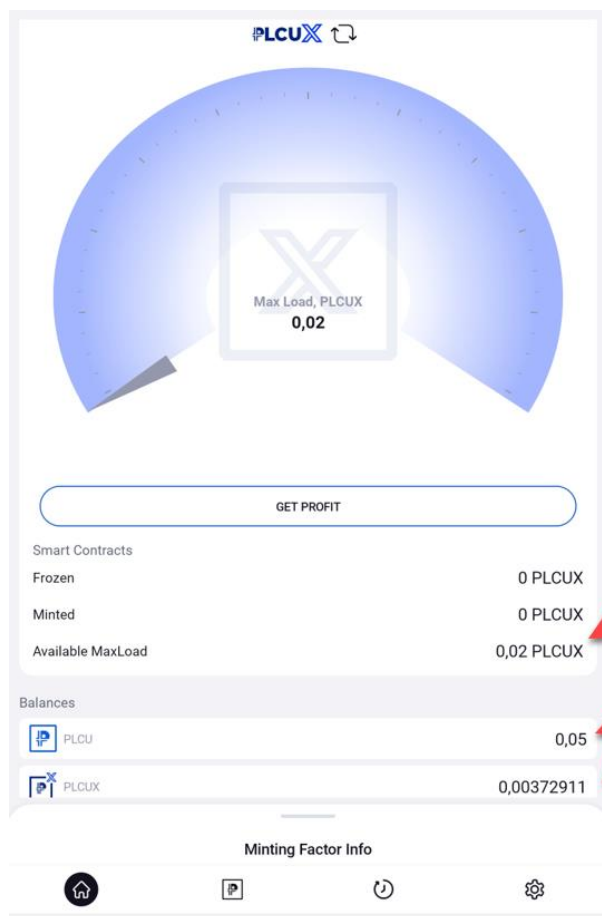 PLCUX
Max Load, PLCUX
0,02
GET PROFIT
Smart Contracts
Frozen 0 PLCUX
Minted 0 PLCUX
Available MaxLoad 0,02 PLCUX
Balances
PLCU 0,05
PLCUX 0,00372911
Minting Factor Info